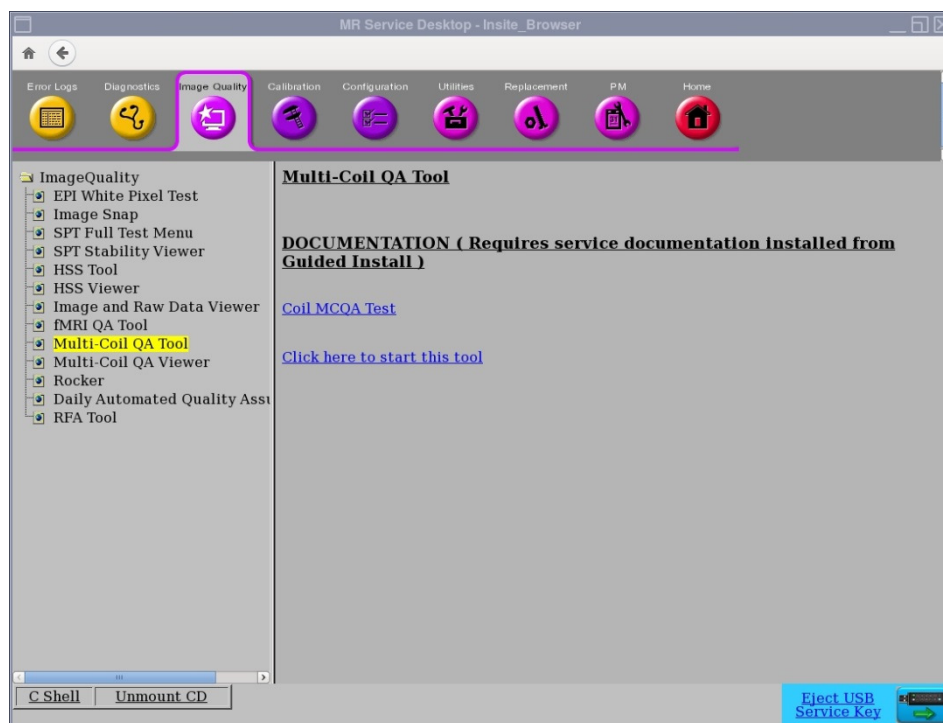 MR Service Desktop - Insite_Browser
Error Logs
Diagnostics
Image Quality
Calibration
Configuration
Utilities
Replacement
PM
Home
ImageQuality
EPI White Pixel Test
Image Snap
SPT Full Test Menu
SPT Stability Viewer
HSS Tool
HSS Viewer
Image and Raw Data Viewer
fMRI QA Tool
Multi-Coil QA Tool
Multi-Coil QA Viewer
Rocker
Daily Automated Quality Assu
RFA Tool
Multi-Coil QA Tool
DOCUMENTATION ( Requires service documentation installed from
Guided Install )
Coil MCQA Test
Click here to start this tool
C Shell
Unmount CD
Eject USB
Service Key